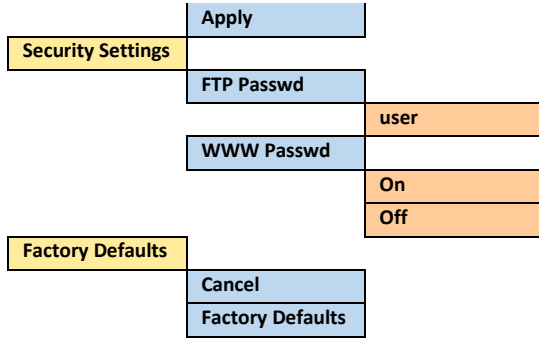 Apply
Security Settings
FTP Passwd
user
WWW Passwd
On
Off
Factory Defaults
Cancel
Factory Defaults